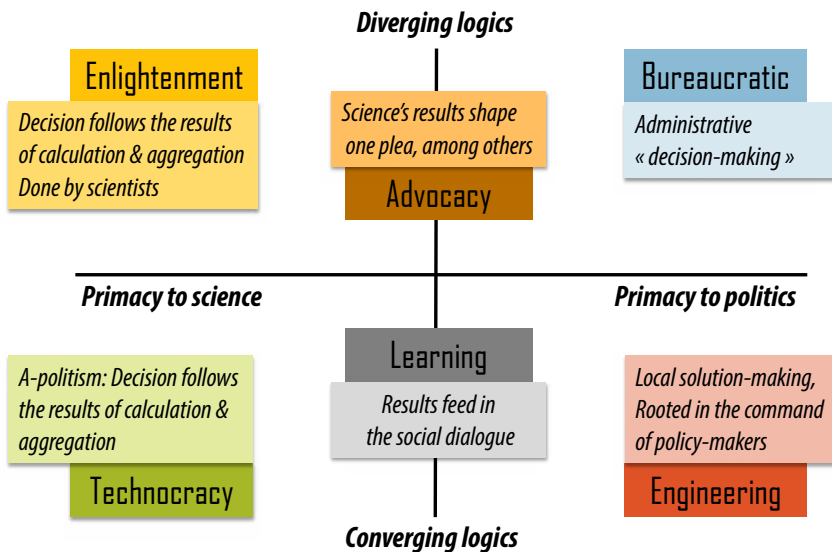 Diverging logics
Enlightenment
Decision follows the results
of calculation & aggregation
Done by scientists
Science's results shape
one plea, among others
Advocacy
Bureaucratic
Administrative
« decision-making »
Primacy to science
Primacy to politics
A-politism: Decision follows
the results of calculation &
aggregation
Technocracy
Learning
Results feed in
the social dialogue
Local solution-making,
Rooted in the command
of policy-makers
Engineering
Converging logics